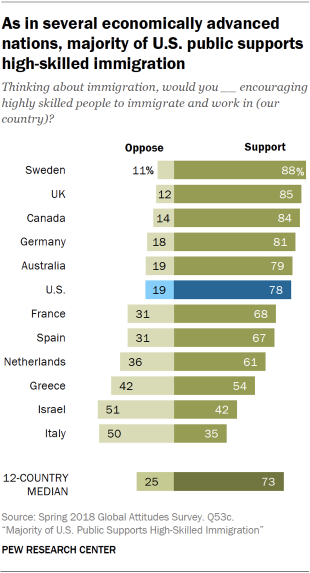 As in several economically advanced
nations, majority of U.S. public supports
high-skilled immigration
Thinking about immigration, would you __ encouraging
highly skilled people to immigrate and work in (our
country)?
Oppose Support
Sweden 11% 88%
UK 12 85
Canada 14 84
Germany 18 81
Australia 19 79
U.S. 19 78
France 31 68
Spain 31 67
Netherlands 36 61
Greece 42 54
Israel 51 42
Italy 50 35
12-COUNTRY
MEDIAN 25 73
Source: Spring 2018 Global Attitudes Survey. Q53c.
“Majority of U.S. Public Supports High-Skilled Immigration”
PEW RESEARCH CENTER